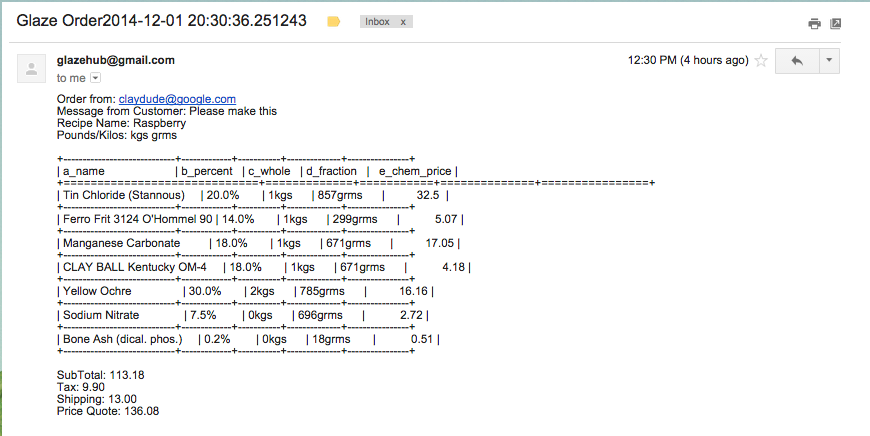 Glaze Order2014-12-01 20:30:36.251243 Inbox x
glazehub@gmail.com 12:30 PM (4 hours ago)
to me
Order from: claydude@google.com
Message from Customer: Please make this
Recipe Name: Raspberry
Pounds/Kilos: kgs grms
+----------------------------+-------------+-----------+--------------+----------------+
| a_name | b_percent | c_whole | d_fraction | e_chem_price |
+============================+=============+===========+==============+================+
| Tin Chloride (Stannous) | 20.0% | 1kgs | 857grms | 32.5 |
+----------------------------+-------------+-----------+--------------+----------------+
| Ferro Frit 3124 O'Hommel 90 | 14.0% | 1kgs | 299grms | 5.07 |
+----------------------------+-------------+-----------+--------------+----------------+
| Manganese Carbonate | 18.0% | 1kgs | 671grms | 17.05 |
+----------------------------+-------------+-----------+--------------+----------------+
| CLAY BALL Kentucky OM-4 | 18.0% | 1kgs | 671grms | 4.18 |
+----------------------------+-------------+-----------+--------------+----------------+
| Yellow Ochre | 30.0% | 2kgs | 785grms | 16.16 |
+----------------------------+-------------+-----------+--------------+----------------+
| Sodium Nitrate | 7.5% | 0kgs | 696grms | 2.72 |
+----------------------------+-------------+-----------+--------------+----------------+
| Bone Ash (dical. phos.) | 0.2% | 0kgs | 18grms | 0.51 |
+----------------------------+-------------+-----------+--------------+----------------+
SubTotal: 113.18
Tax: 9.90
Shipping: 13.00
Price Quote: 136.08